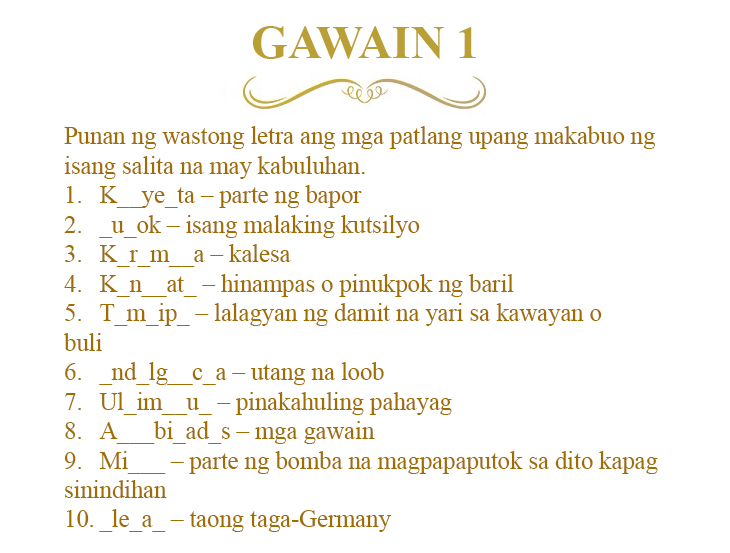 GAWAIN 1
Punan ng wastong letra ang mga patlang upang makabuo ng
isang salita na may kabuluhan.
1. K__ye_ta – parte ng bapor
2. _u_ok – isang malaking kutsilyo
3. K_r_m__a – kalesa
4. K_n__at_ – hinampas o pinukpok ng baril
5. T_m_ip_ – lalagyan ng damit na yari sa kawayan o
buli
6. _nd_lg__c_a – utang na loob
7. Ul_im__u_ – pinakahuling pahayag
8. A___bi_ad_s – mga gawain
9. Mi___ – parte ng bomba na magpapaputok sa dito kapag
sinindihan
10. _le_a_ – taong taga-Germany